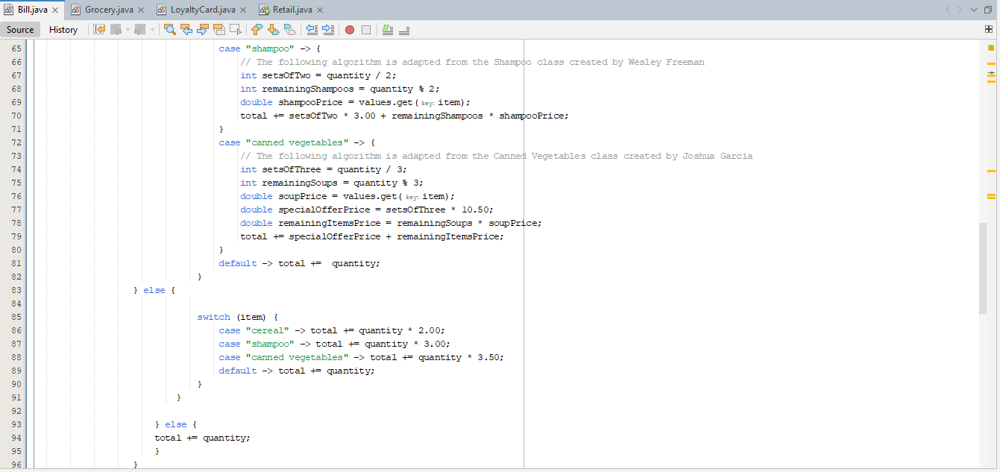 Bill.java × Grocery.java × LoyaltyCard.java × Retail.java ×
Source History
65 case "shampoo" -> {
66 // The following algorithm is adapted from the Shampoo class created by Wesley Freeman
67 int setsOfTwo = quantity / 2;
68 int remainingShampoos = quantity % 2;
69 double shampooPrice = values.get( key: item);
70 total += setsOfTwo * 3.00 + remainingShampoos * shampooPrice;
71 }
72 case "canned vegetables" -> {
73 // The following algorithm is adapted from the Canned Vegetables class created by Joshua Garcia
74 int setsOfThree = quantity / 3;
75 int remainingSoups = quantity % 3;
76 double soupPrice = values.get( key: item);
77 double specialOfferPrice = setsOfThree * 10.50;
78 double remainingItemsPrice = remainingSoups * soupPrice;
79 total += specialOfferPrice + remainingItemsPrice;
80 }
81 default -> total +=  quantity;
82 }
83 } else {
84
85 switch (item) {
86 case "cereal" -> total += quantity * 2.00;
87 case "shampoo" -> total += quantity * 3.00;
88 case "canned vegetables" -> total += quantity * 3.50;
89 default -> total += quantity;
90 }
91 }
92
93 } else {
94 total += quantity;
95 }
96 }